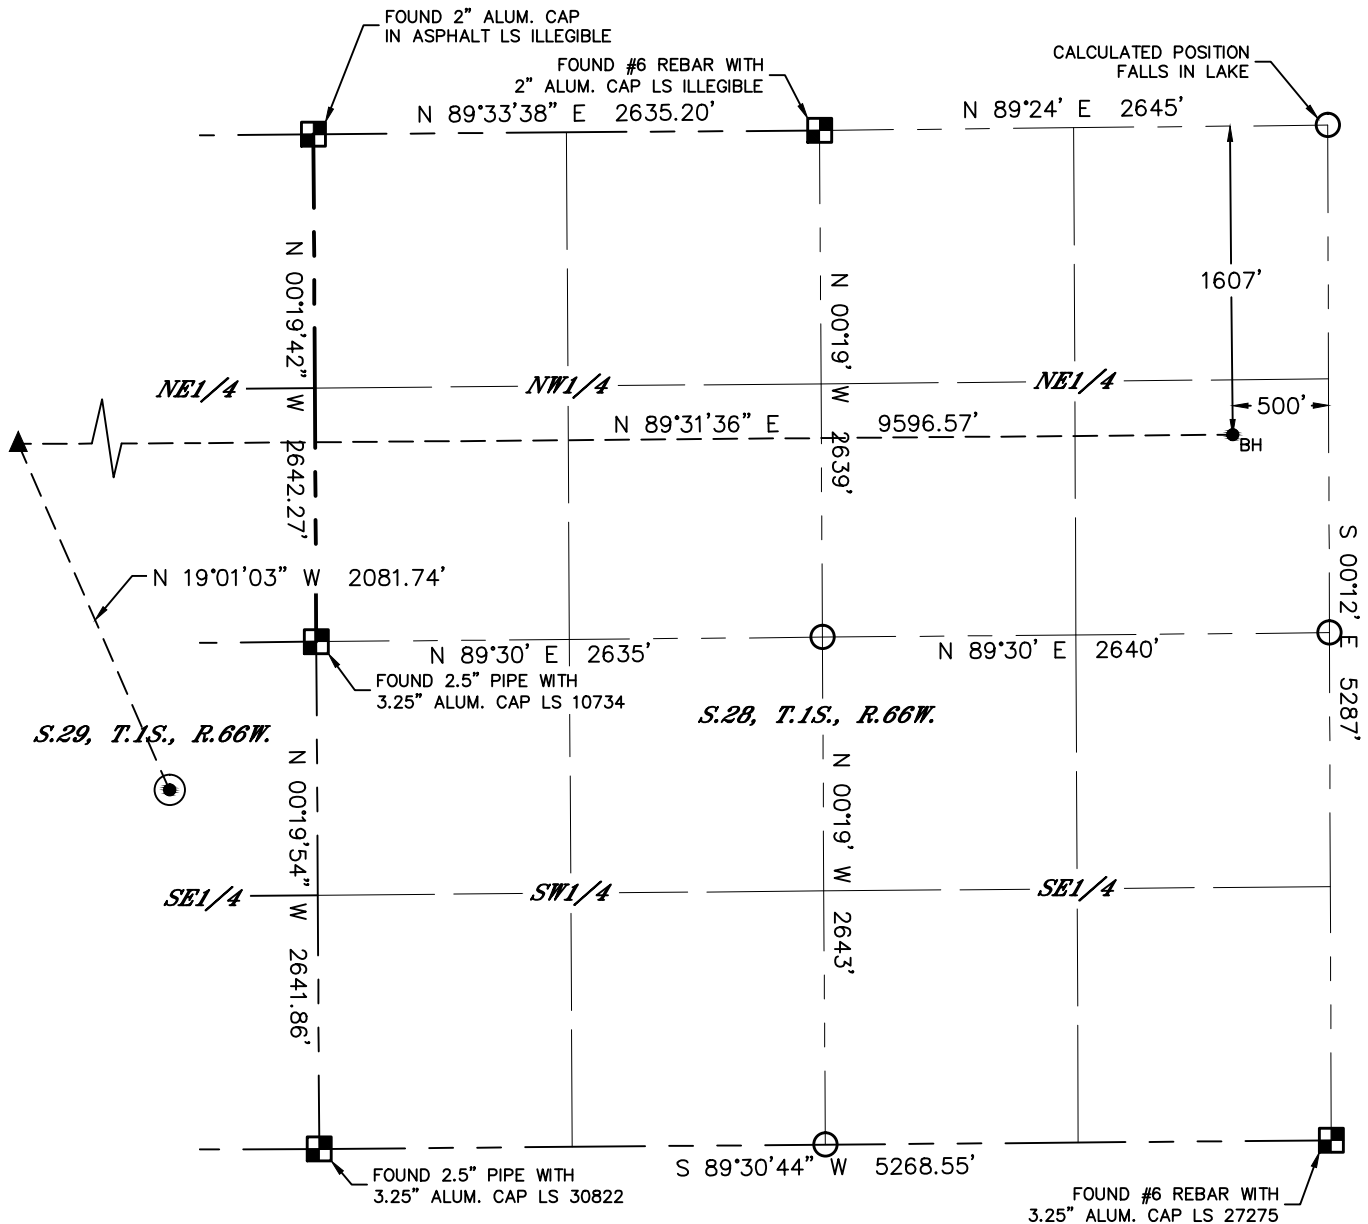 FOUND 2" ALUM. CAP
IN ASPHALT LS ILLEGIBLE
FOUND #6 REBAR WITH
2" ALUM. CAP LS ILLEGIBLE
CALCULATED POSITION
FALLS IN LAKE
N 89°33'38" E 2635.20'
N 89°24' E 2645'
N 00°19'42" W 2642.27'
N 00°19' W 2639'
1607'
NE1/4
NW1/4
NE1/4
500'
N 89°31'36" E 9596.57'
BH
S 00°12' E 5287'
N 19°01'03" W 2081.74'
N 89°30' E 2635'
N 89°30' E 2640'
FOUND 2.5" PIPE WITH
3.25" ALUM. CAP LS 10734
S.29, T.1S., R.66W.
S.28, T.1S., R.66W.
N 00°19'54" W 2641.86'
N 00°19' W 2643'
SE1/4
SW1/4
SE1/4
S 89°30'44" W 5268.55'
FOUND 2.5" PIPE WITH
3.25" ALUM. CAP LS 30822
FOUND #6 REBAR WITH
3.25" ALUM. CAP LS 27275